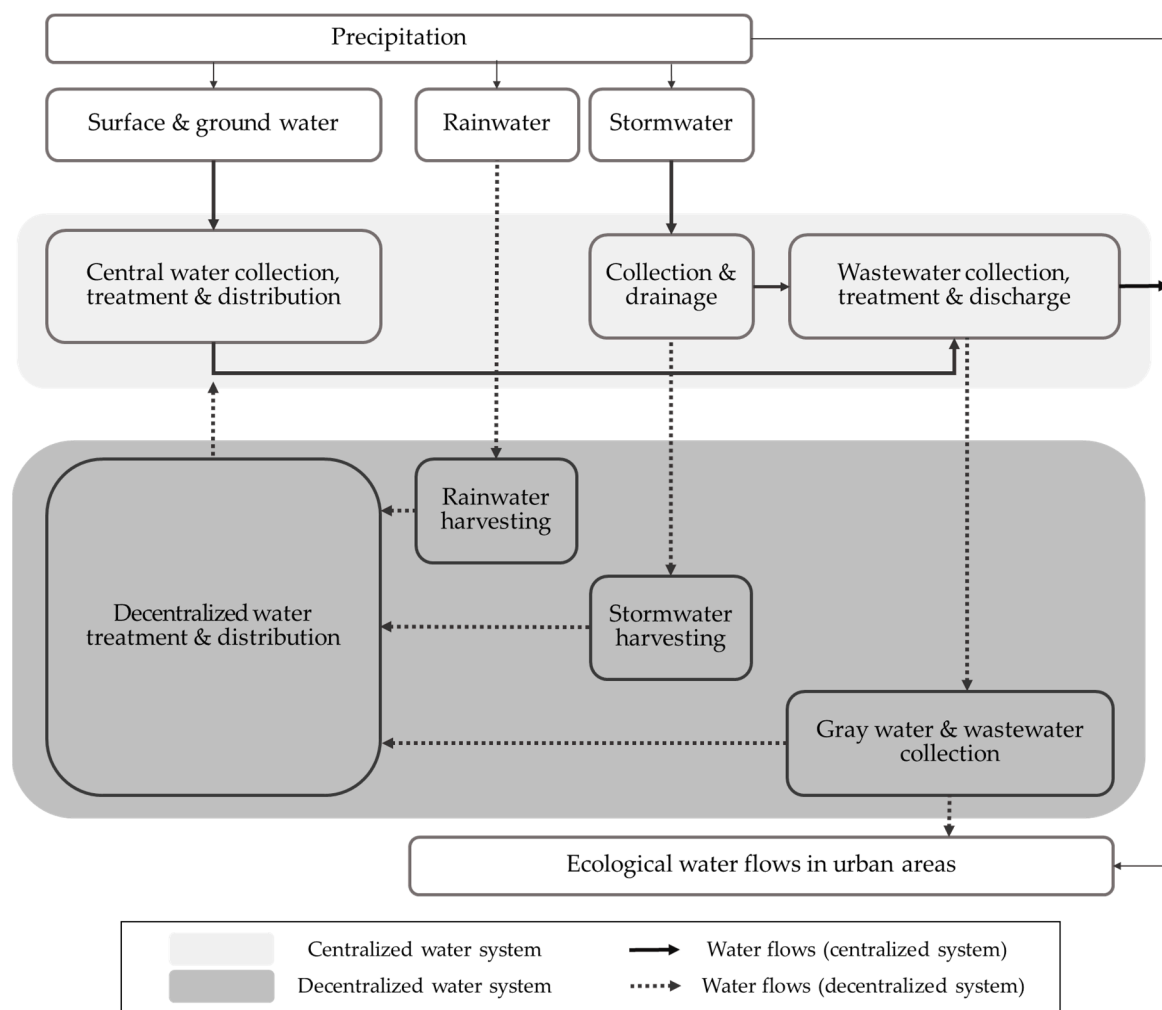 Precipitation
Surface & ground water
Rainwater
Stormwater
Central water collection,
treatment & distribution
Collection &
drainage
Wastewater collection,
treatment & discharge
Rainwater
harvesting
Decentralized water
treatment & distribution
Stormwater
harvesting
Gray water & wastewater
collection
Ecological water flows in urban areas
Centralized water system
Water flows (centralized system)
Decentralized water system
Water flows (decentralized system)